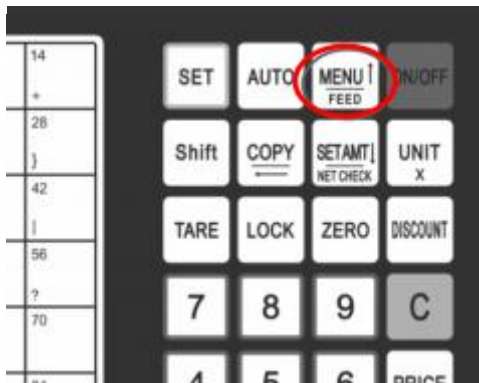 14
+
28
}
42
|
56
?
70
SET AUTO MENU↑ ON/OFF
FEED
Shift COPY SETAMT↓ UNIT
← NET CHECK X
TARE LOCK ZERO DISCOUNT
7 8 9 C
4 5 6 PRICE